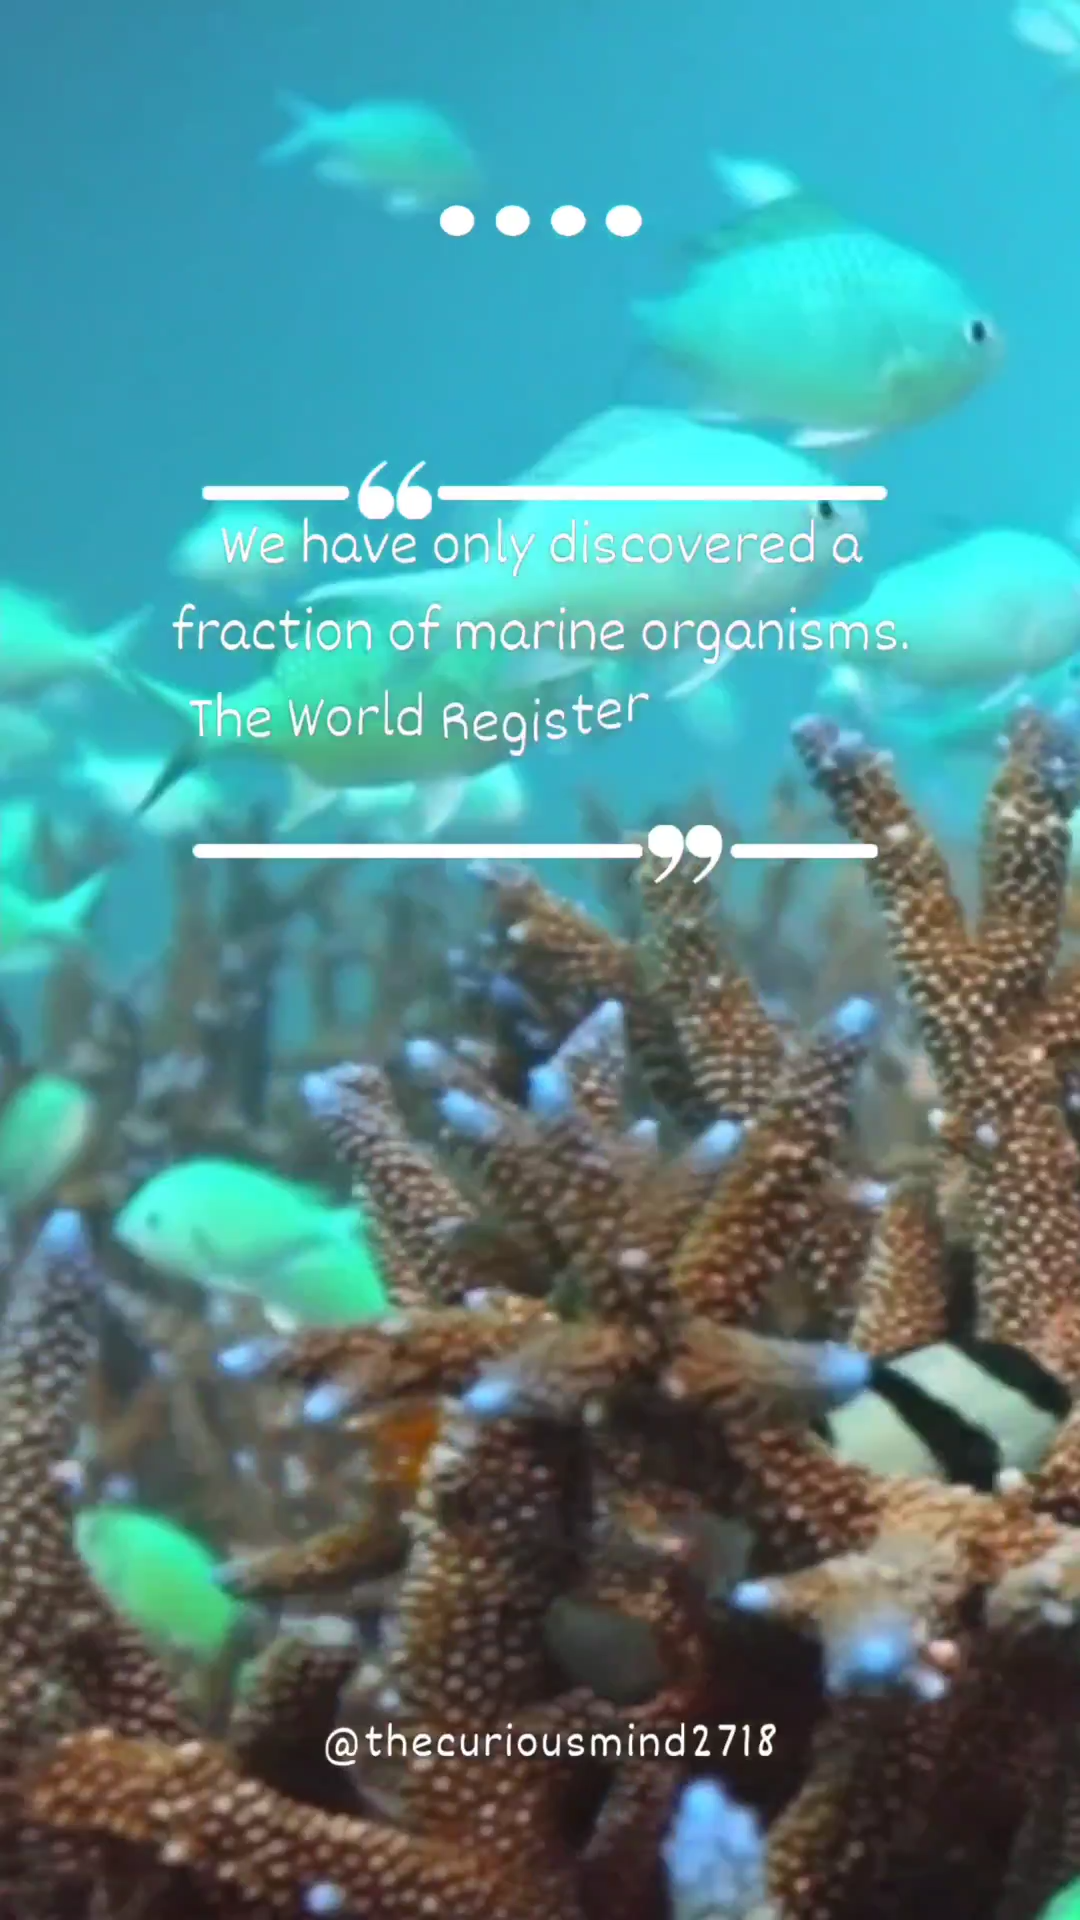 We have only discovered a
fraction of marine organisms.
The World Register
@thecuriousmind2718